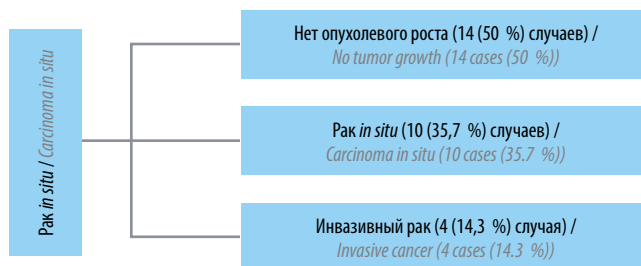 Рак in situ / Carcinoma in situ
Нет опухолевого роста (14 (50 %) случаев) /
No tumor growth (14 cases (50 %))
Рак in situ (10 (35,7 %) случаев) /
Carcinoma in situ (10 cases (35.7 %))
Инвазивный рак (4 (14,3 %) случая) /
Invasive cancer (4 cases (14.3 %))